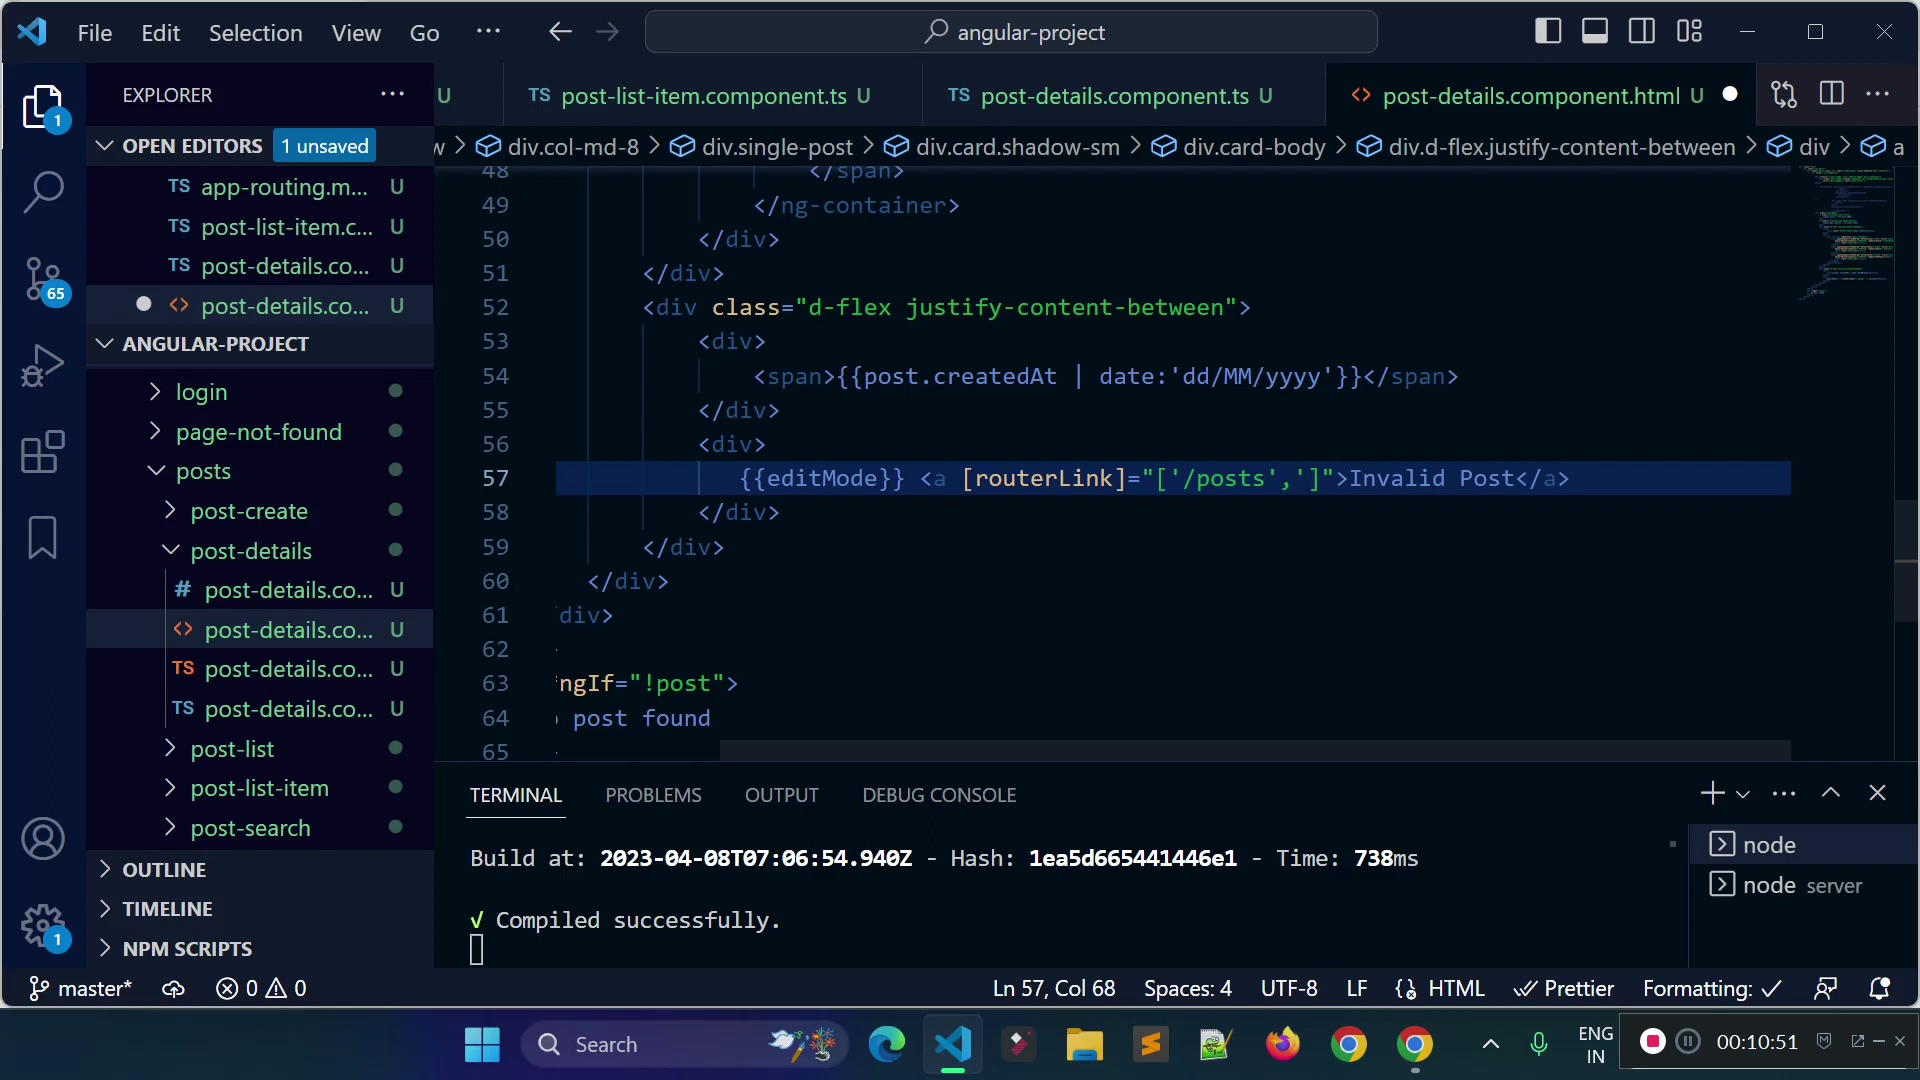 File Edit Selection View Go ··· angular-project
EXPLORER ···
U
TS post-list-item.component.ts U
TS post-details.component.ts U
<> post-details.component.html U
OPEN EDITORS 1 unsaved
w > div.col-md-8 > div.single-post > div.card.shadow-sm > div.card-body > div.d-flex.justify-content-between > div > a
TS app-routing.m... U
TS post-list-item.c... U
TS post-details.co... U
<> post-details.co... U
ANGULAR-PROJECT
login
page-not-found
posts
post-create
post-details
# post-details.co... U
<> post-details.co... U
TS post-details.co... U
TS post-details.co... U
post-list
post-list-item
post-search
OUTLINE
TIMELINE
NPM SCRIPTS
1
65
1
48 </span>
49 </ng-container>
50 </div>
51 </div>
52 <div class="d-flex justify-content-between">
53 <div>
54 <span>{{post.createdAt | date:'dd/MM/yyyy'}}</span>
55 </div>
56 <div>
57 {{editMode}} <a [routerLink]="['/posts',']">Invalid Post</a>
58 </div>
59 </div>
60 </div>
61 div>
62
63 ngIf="!post">
64 post found
65
TERMINAL PROBLEMS OUTPUT DEBUG CONSOLE
Build at: 2023-04-08T07:06:54.940Z - Hash: 1ea5d665441446e1 - Time: 738ms
√ Compiled successfully.
node
node server
master* 0 0 Ln 57, Col 68 Spaces: 4 UTF-8 LF HTML Prettier Formatting: ✓
Search
ENG
IN
00:10:51